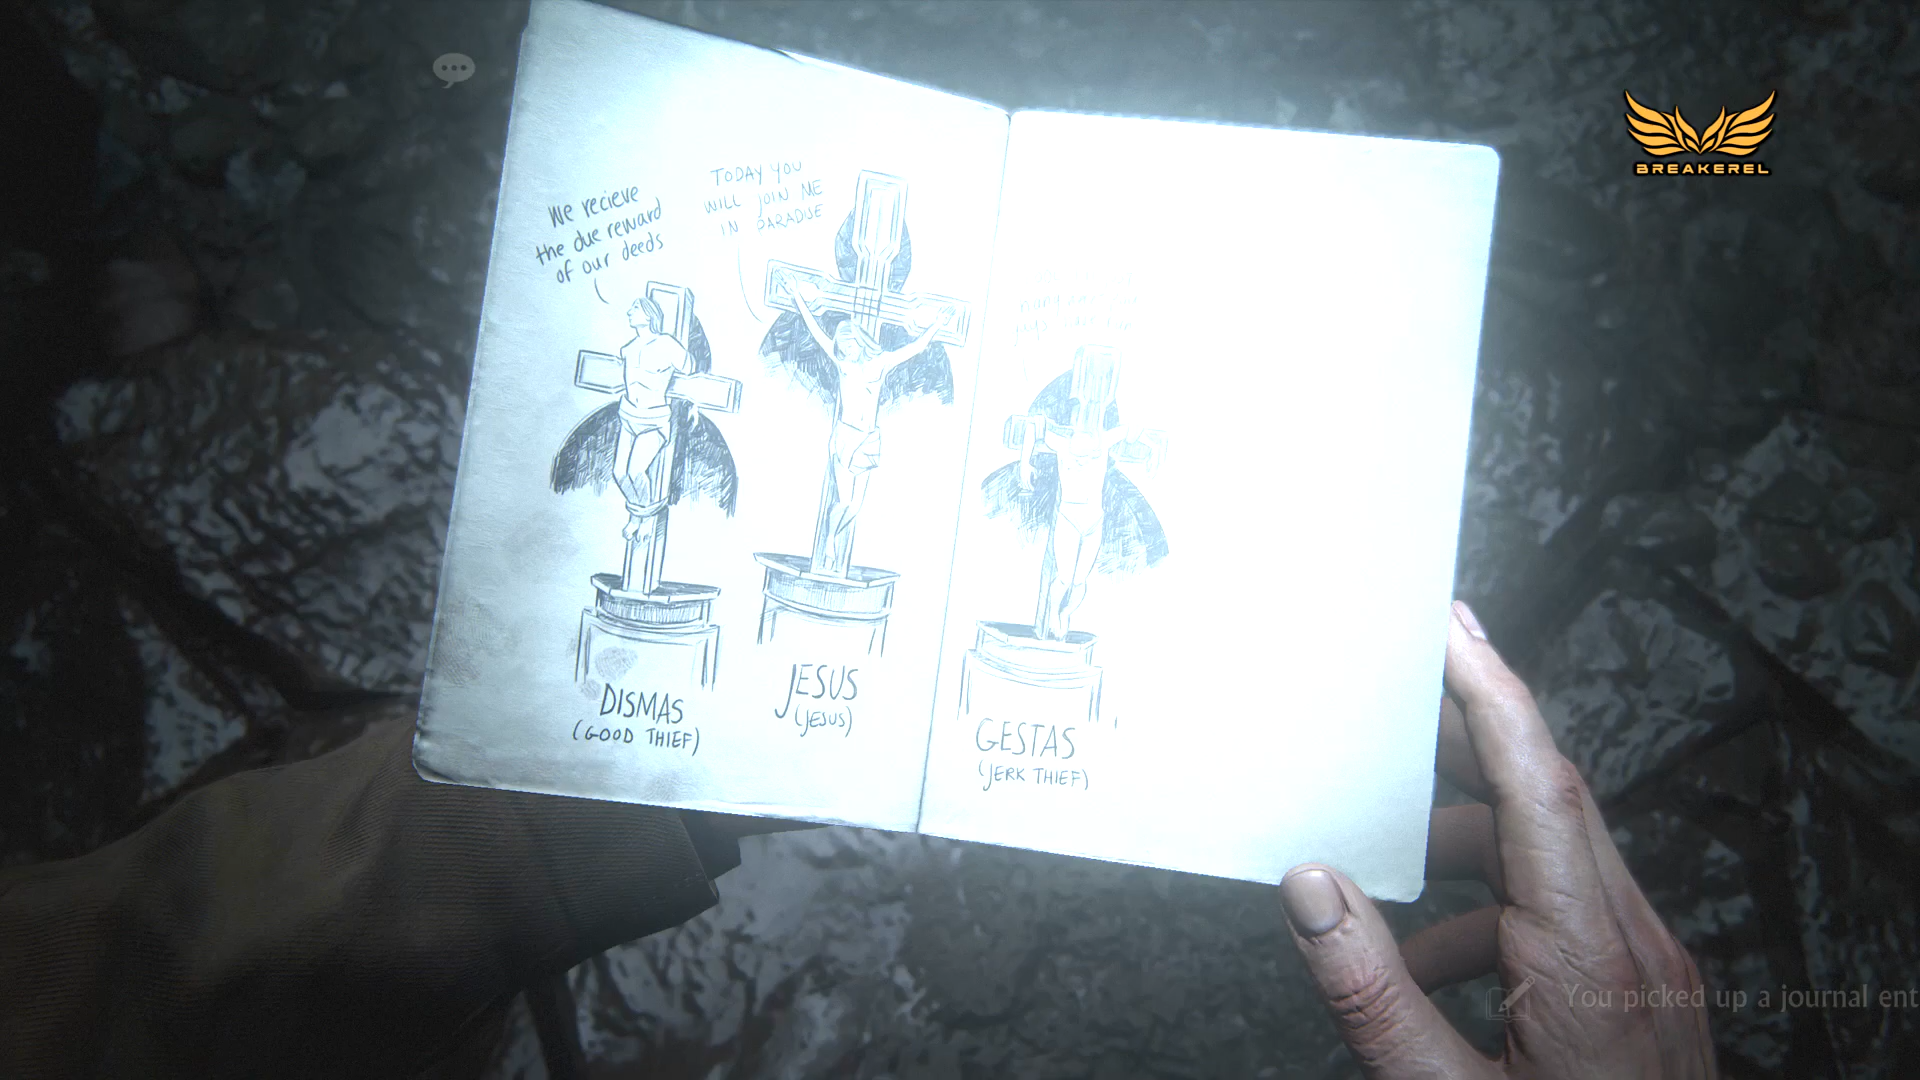 We recieve
the due reward
of our deeds
TODAY YOU
WILL JOIN ME
IN PARADISE
DISMAS
(GOOD THIEF)
JESUS
(JESUS)
GESTAS
(JERK THIEF)
BREAKEREL
You picked up a journal ent